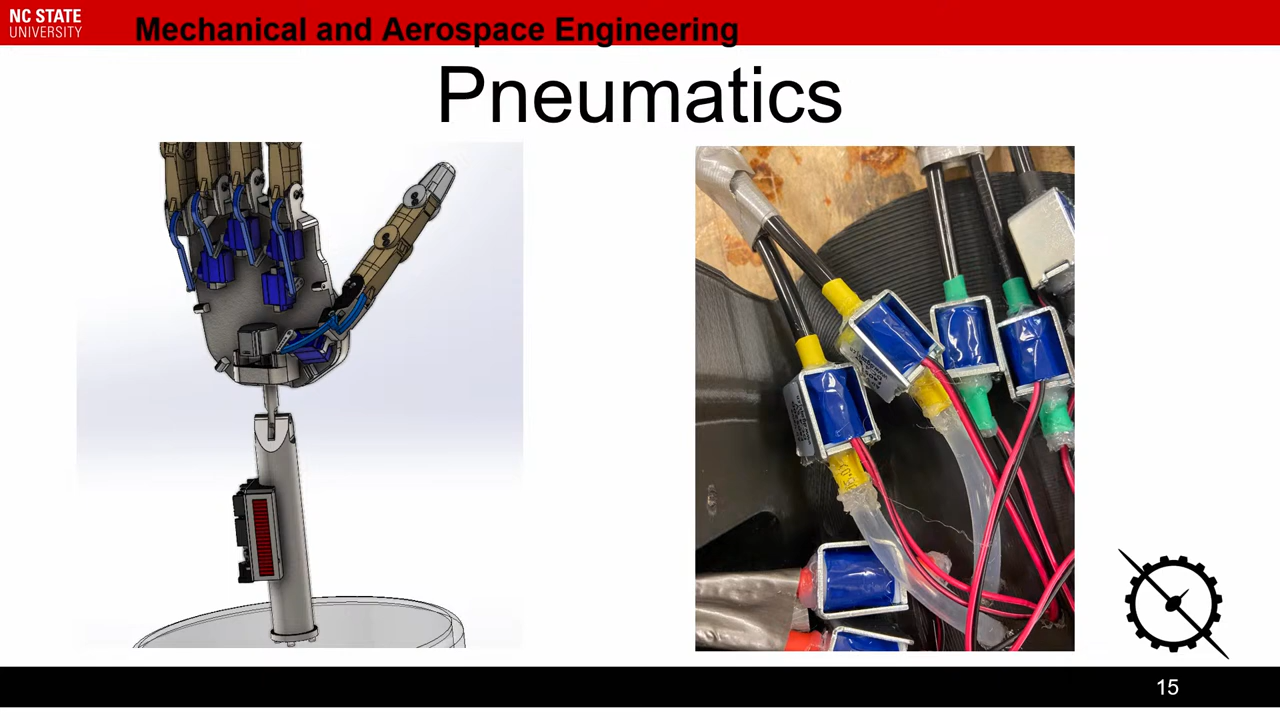 NC STATE
UNIVERSITY
Mechanical and Aerospace Engineering
Pneumatics
15